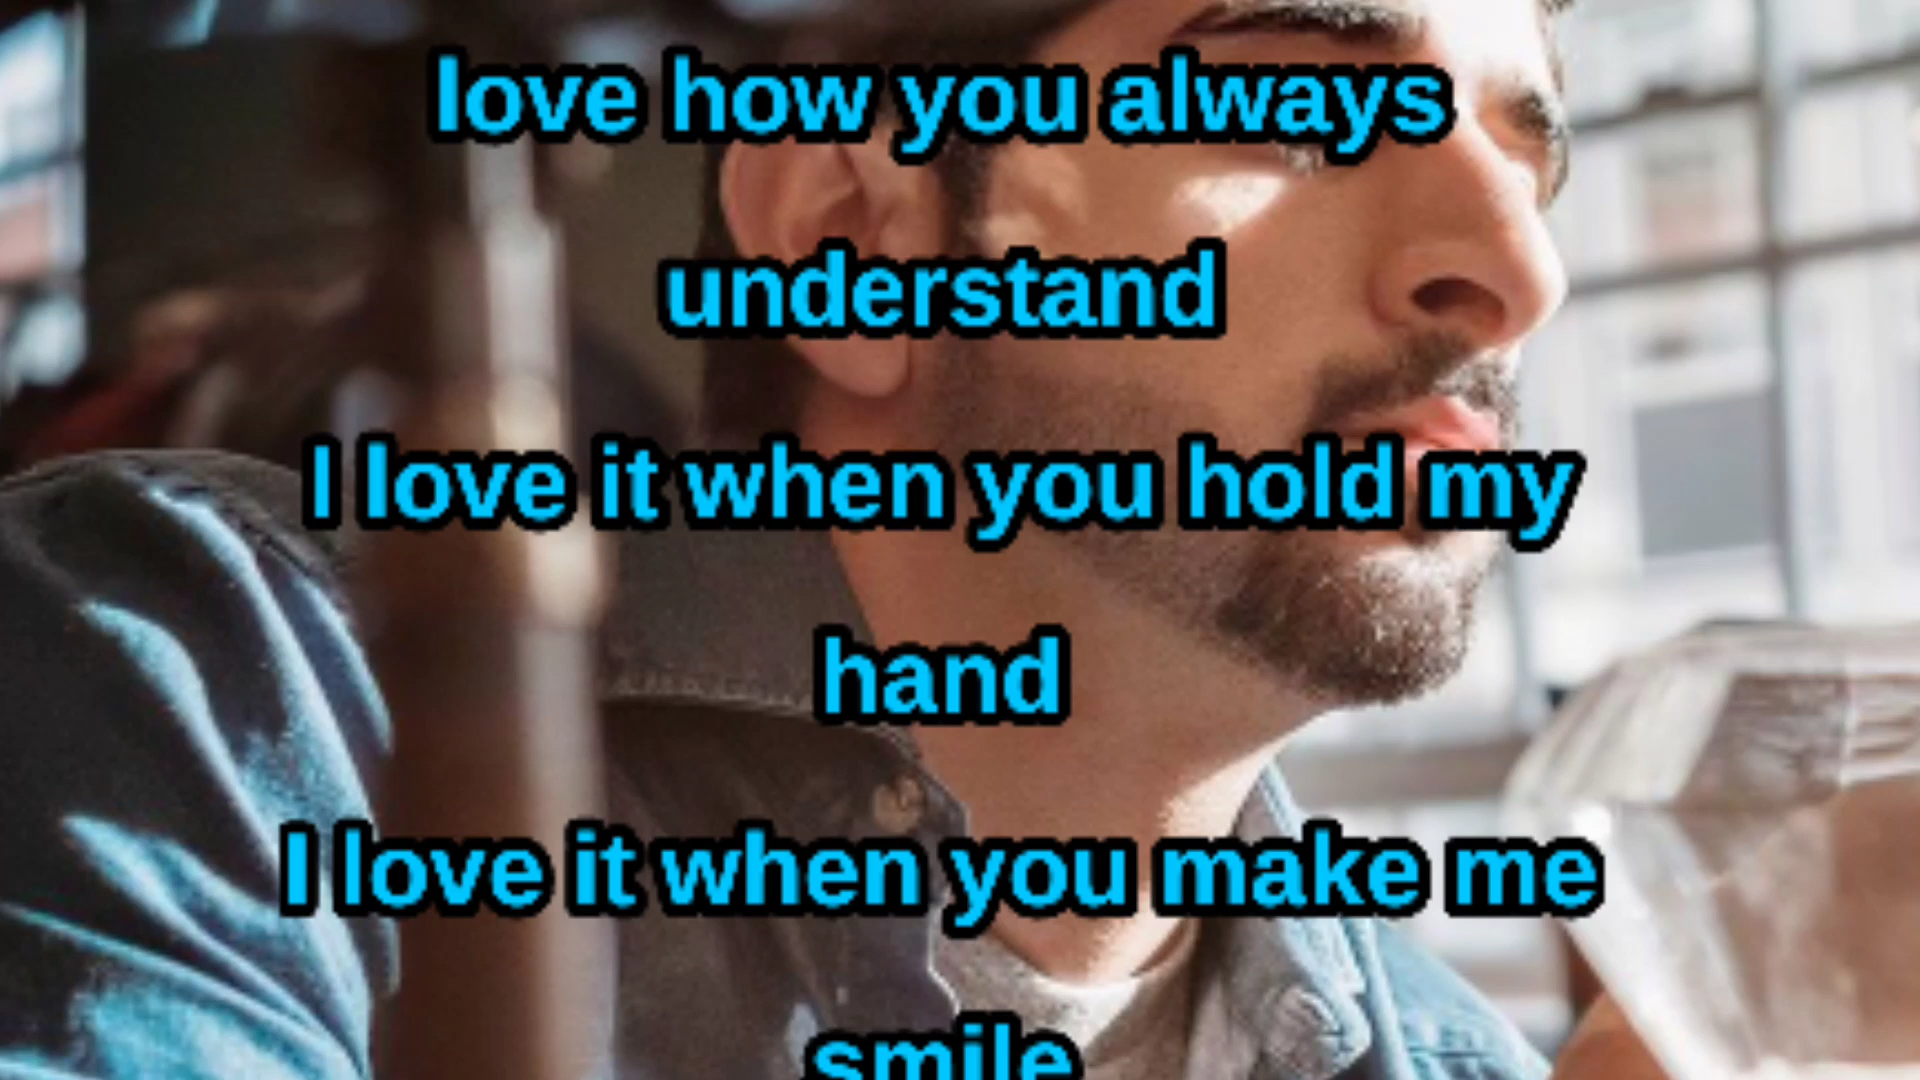 love how you always
understand
I love it when you hold my
hand
I love it when you make me
smile